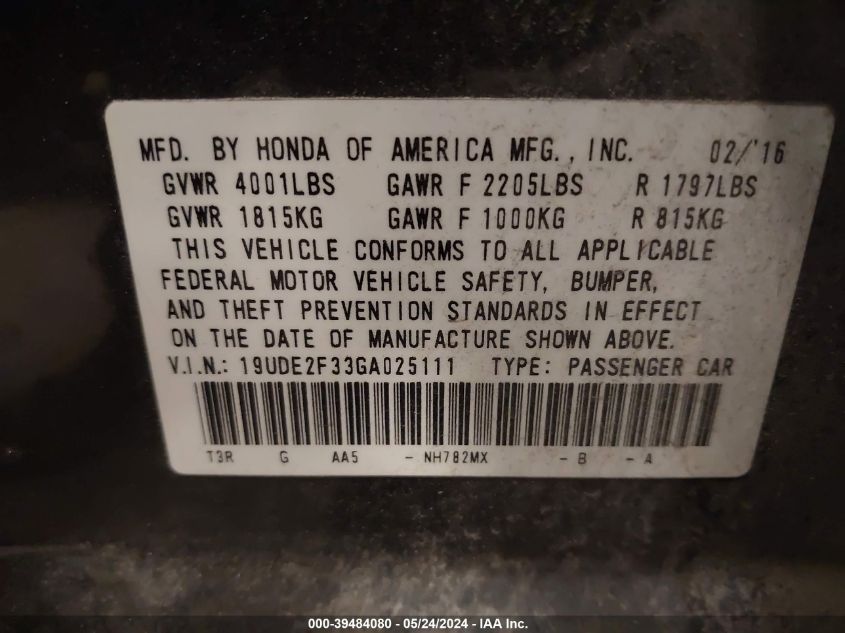 MFD. BY HONDA OF AMERICA MFG., INC. 02/'16
GVWR 4001LBS GAWR F 2205LBS R 1797LBS
GVWR 1815KG GAWR F 1000KG R 815KG
THIS VEHICLE CONFORMS TO ALL APPLICABLE
FEDERAL MOTOR VEHICLE SAFETY, BUMPER,
AND THEFT PREVENTION STANDARDS IN EFFECT
ON THE DATE OF MANUFACTURE SHOWN ABOVE.
V.I.N.: 19UDE2F33GA025111 TYPE: PASSENGER CAR
T3R G AA5 - NH782MX - B - A
000-39484080 - 05/24/2024 - IAA Inc.